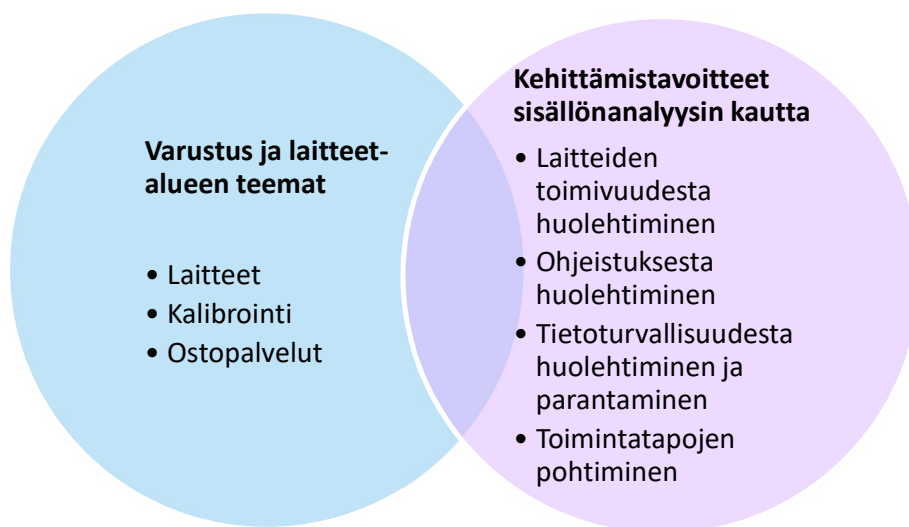 Varustus ja laitteet-
alueen teemat
• Laitteet
• Kalibrointi
• Ostopalvelut
Kehittämistavoitteet
sisällönanalyysin kautta
• Laitteiden
toimivuudesta
huolehtiminen
• Ohjeistuksesta
huolehtiminen
• Tietoturvallisuudesta
huolehtiminen ja
parantaminen
• Toimintatapojen
pohtiminen